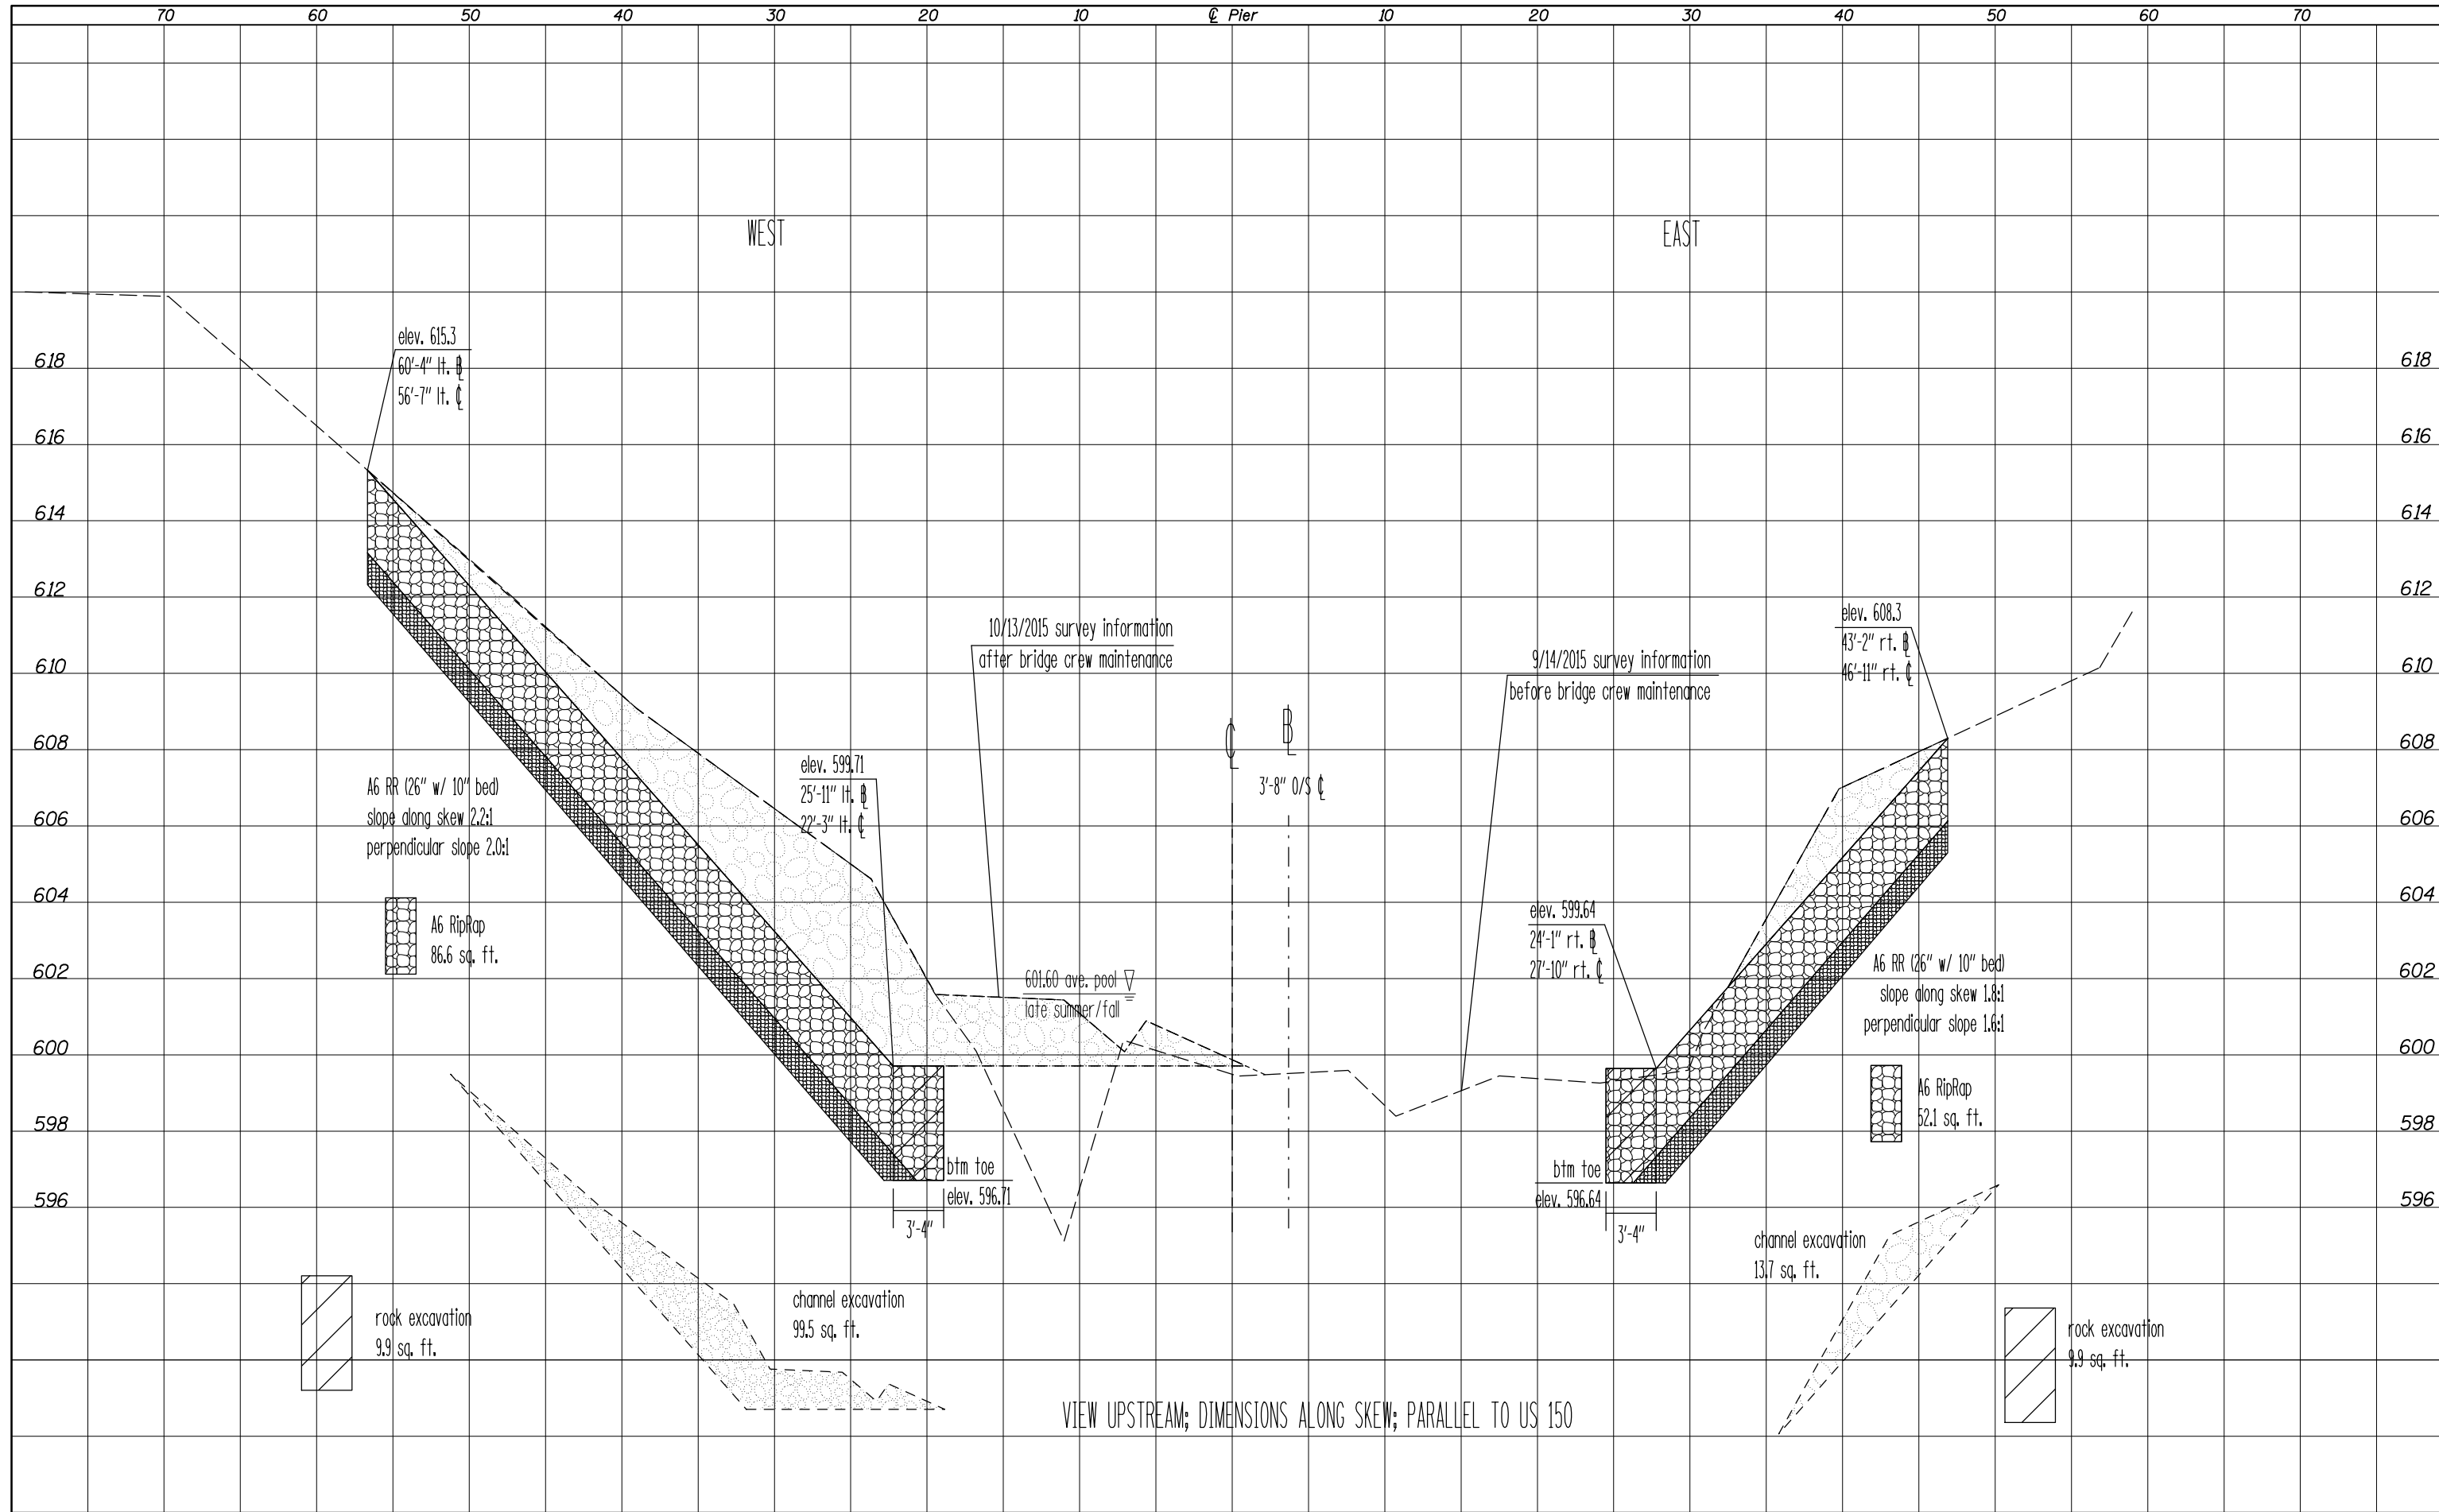 70 60 50 40 30 20 10 ℄ Pier 10 20 30 40 50 60 70
WEST
EAST
elev. 615.3
60'-4" lt. B̵L
56'-7" lt. ℄
618 618
616 616
614 614
612 612
610 610
608 608
606 606
604 604
602 602
600 600
598 598
596 596
10/13/2015 survey information
after bridge crew maintenance
9/14/2015 survey information
before bridge crew maintenance
elev. 608.3
43'-2" rt. BL
46'-11" rt. ℄
℄
BL
3'-8" O/S ℄
elev. 599.71
25'-11" lt. BL
22'-3" lt. ℄
A6 RR (26" w/ 10" bed)
slope along skew 2.2:1
perpendicular slope 2.0:1
A6 RipRap
86.6 sq. ft.
601.60 ave. pool
late summer/fall
elev. 599.64
24'-1" rt. BL
27'-10" rt. ℄
A6 RR (26" w/ 10" bed)
slope along skew 1.8:1
perpendicular slope 1.6:1
A6 RipRap
52.1 sq. ft.
btm toe
elev. 596.71
3'-4"
btm toe
elev. 596.64
3'-4"
channel excavation
13.7 sq. ft.
channel excavation
99.5 sq. ft.
rock excavation
9.9 sq. ft.
rock excavation
9.9 sq. ft.
VIEW UPSTREAM; DIMENSIONS ALONG SKEW; PARALLEL TO US 150